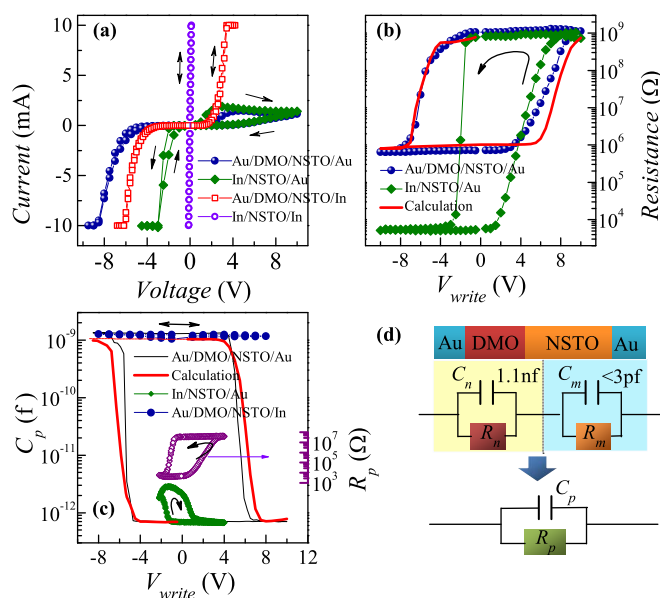 (a)
Current (mA)
10
5
0
-5
-10
Au/DMO/NSTO/Au
In/NSTO/Au
Au/DMO/NSTO/In
In/NSTO/In
-8 -4 0 4 8
Voltage (V)
(b)
Au/DMO/NSTO/Au
In/NSTO/Au
Calculation
10^9
10^8
10^7
10^6
10^5
10^4
Resistance (Ω)
-8 -4 0 4 8
V_write (V)
C_p (f)
10^-9
10^-10
10^-11
10^-12
Au/DMO/NSTO/Au
Calculation
In/NSTO/Au
Au/DMO/NSTO/In
10^7
10^5
10^3
R_p (Ω)
(c)
-8 -4 0 4 8 12
V_write (V)
(d)
Au DMO NSTO Au
C_n 1.1nf C_m <3pf
R_n R_m
C_p
R_p